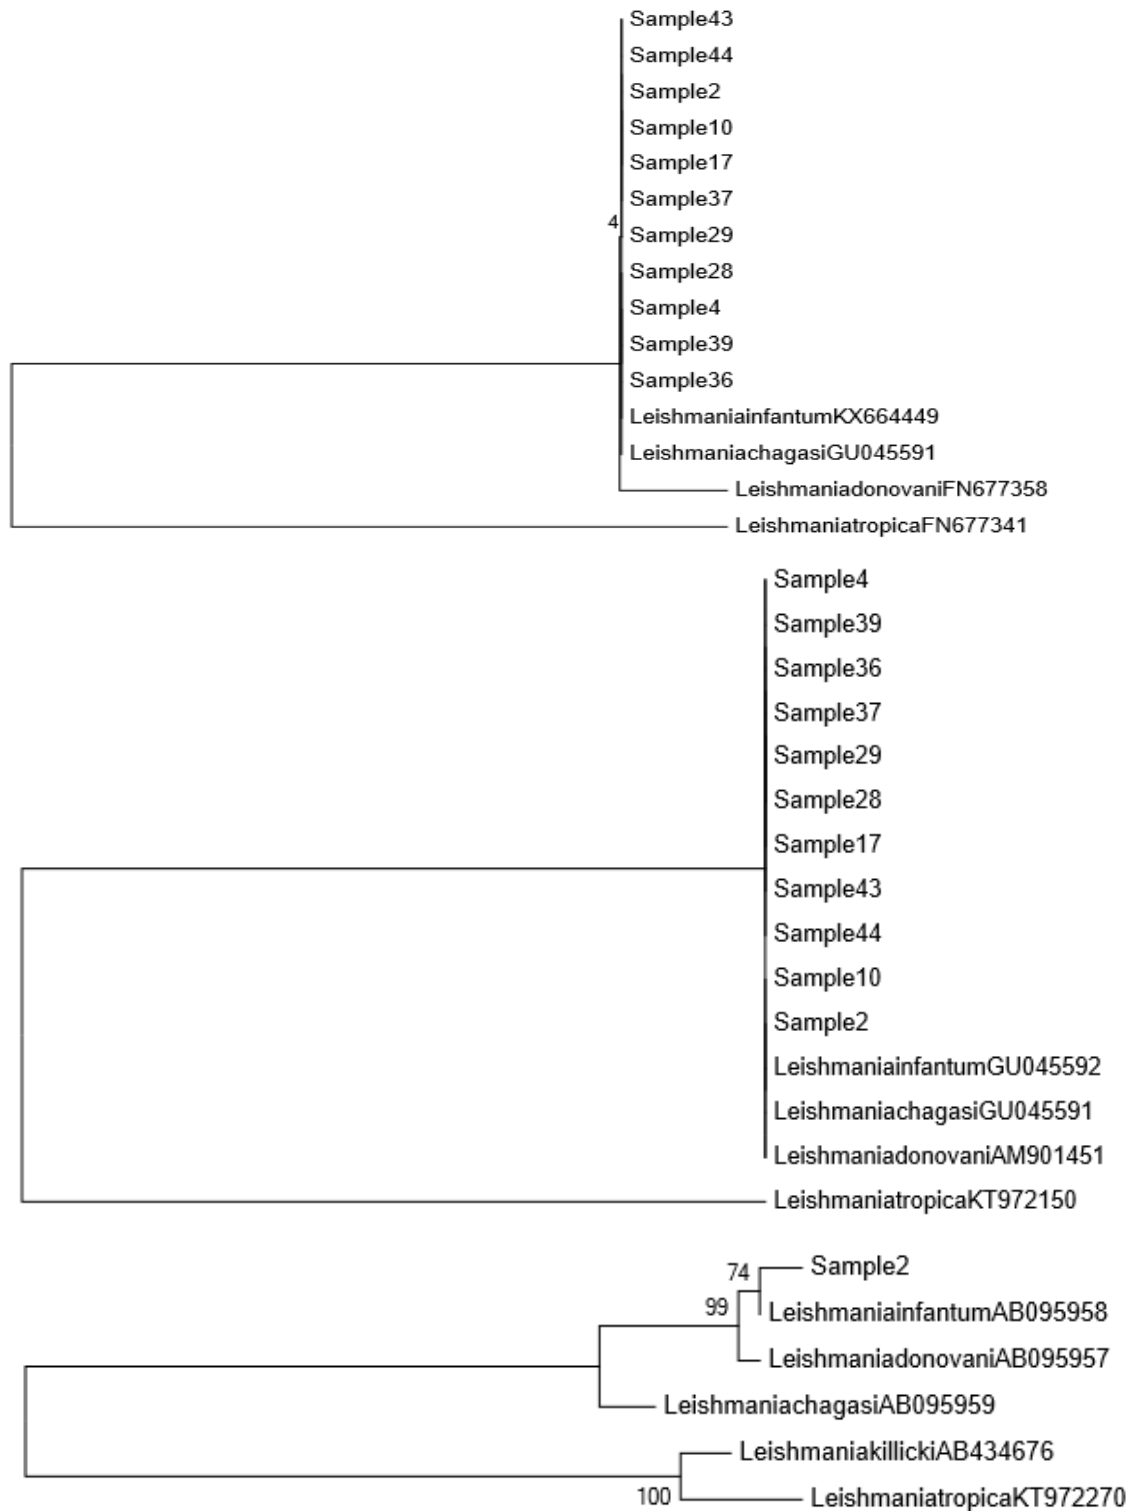 Sample43
Sample44
Sample2
Sample10
Sample17
Sample37
4
Sample29
Sample28
Sample4
Sample39
Sample36
LeishmaniainfantumKX664449
LeishmaniachagasiGU045591
LeishmaniadonovaniFN677358
LeishmaniatropicaFN677341
Sample4
Sample39
Sample36
Sample37
Sample29
Sample28
Sample17
Sample43
Sample44
Sample10
Sample2
LeishmaniainfantumGU045592
LeishmaniachagasiGU045591
LeishmaniadonovaniAM901451
LeishmaniatropicaKT972150
Sample2
74
99
LeishmaniainfantumAB095958
LeishmaniadonovaniAB095957
LeishmaniachagasiAB095959
LeishmaniakillickiAB434676
100
LeishmaniatropicaKT972270